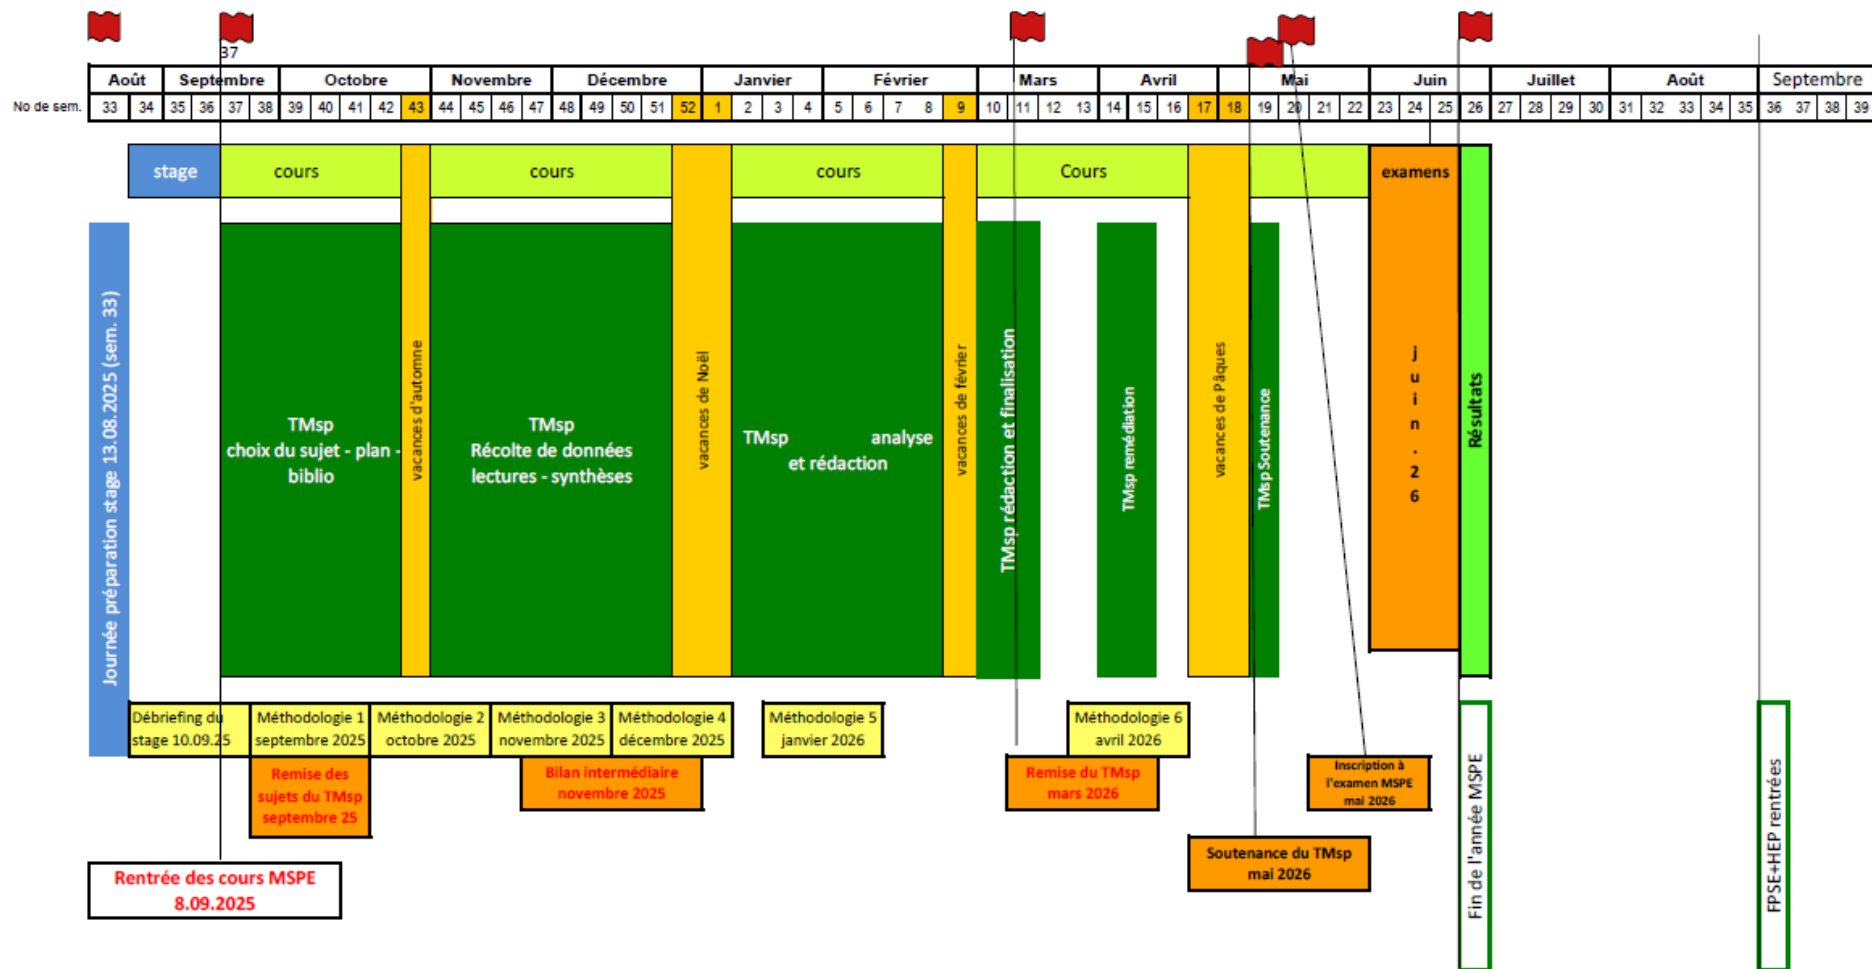 37
Août Septembre Octobre Novembre Décembre Janvier Février Mars Avril Mai Juin Juillet Août Septembre
No de sem. 33 34 35 36 37 38 39 40 41 42 43 44 45 46 47 48 49 50 51 52 1 2 3 4 5 6 7 8 9 10 11 12 13 14 15 16 17 18 19 20 21 22 23 24 25 26 27 28 29 30 31 32 33 34 35 36 37 38 39
stage cours cours cours Cours examens
Journée préparation stage 13.08.2025 (sem. 33)
TMsp
choix du sujet - plan -
biblio
vacances d'automne
TMsp
Récolte de données
lectures - synthèses
vacances de Noël
TMsp analyse
et rédaction
vacances de février
TMsp rédaction et finalisation
TMsp remédiation
vacances de Pâques
TMsp Soutenance
juin.26
Résultats
Débriefing du
stage 10.09.25
Méthodologie 1
septembre 2025
Méthodologie 2
octobre 2025
Méthodologie 3
novembre 2025
Méthodologie 4
décembre 2025
Méthodologie 5
janvier 2026
Méthodologie 6
avril 2026
Remise des
sujets du TMsp
septembre 25
Bilan intermédiaire
novembre 2025
Remise du TMsp
mars 2026
Inscription à
l'examen MSPE
mai 2026
Soutenance du TMsp
mai 2026
Rentrée des cours MSPE
8.09.2025
Fin de l'année MSPE
FPSE+HEP rentrées